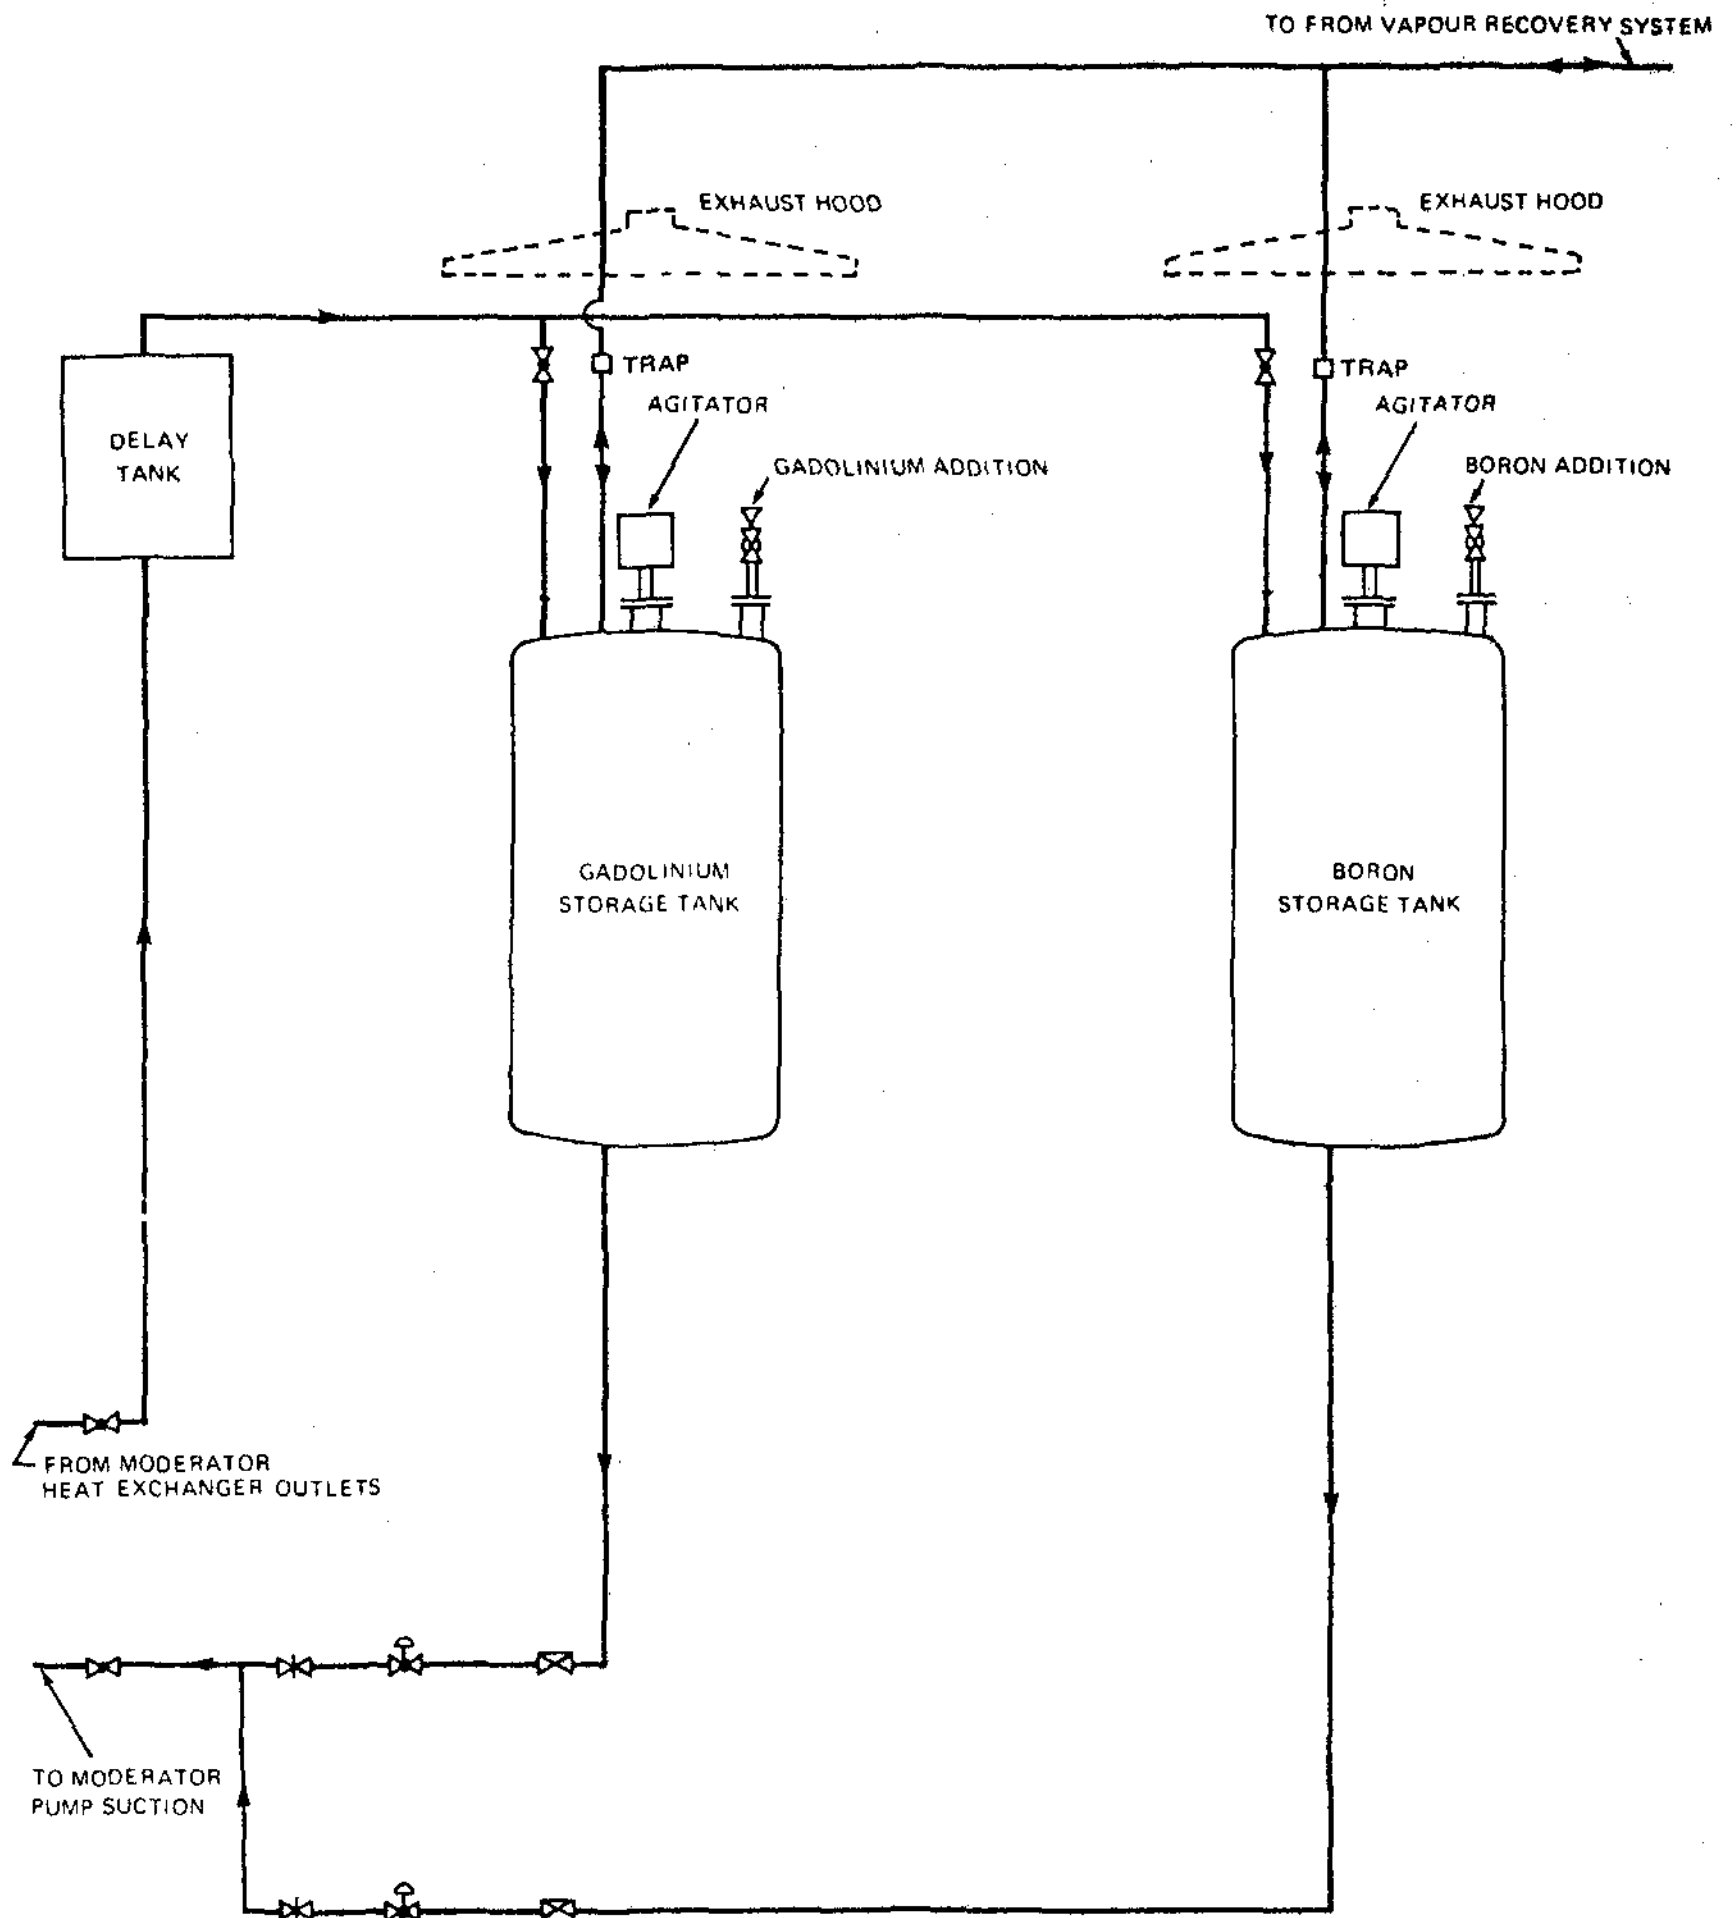 TO FROM VAPOUR RECOVERY SYSTEM
EXHAUST HOOD
EXHAUST HOOD
TRAP
TRAP
AGITATOR
AGITATOR
DELAY
TANK
GADOLINIUM ADDITION
BORON ADDITION
GADOLINIUM
STORAGE TANK
BORON
STORAGE TANK
FROM MODERATOR
HEAT EXCHANGER OUTLETS
TO MODERATOR
PUMP SUCTION